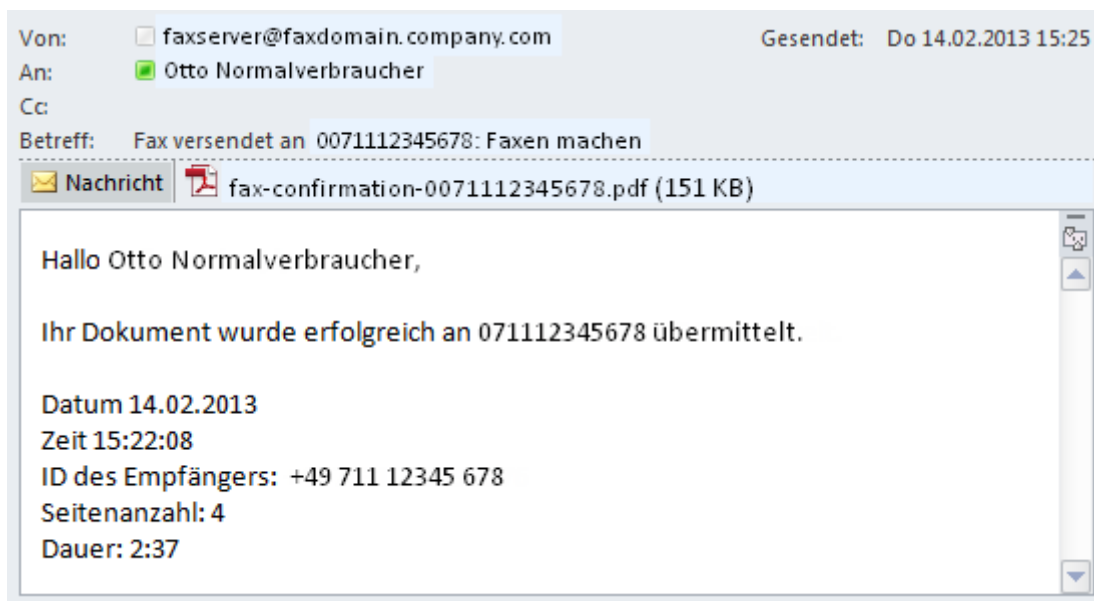 Von: faxserver@faxdomain.company.com Gesendet: Do 14.02.2013 15:25
An: Otto Normalverbraucher
Cc:
Betreff: Fax versendet an 0071112345678: Faxen machen
Nachricht fax-confirmation-0071112345678.pdf (151 KB)
Hallo Otto Normalverbraucher,
Ihr Dokument wurde erfolgreich an 071112345678 übermittelt.
Datum 14.02.2013
Zeit 15:22:08
ID des Empfängers: +49 711 12345 678
Seitenanzahl: 4
Dauer: 2:37